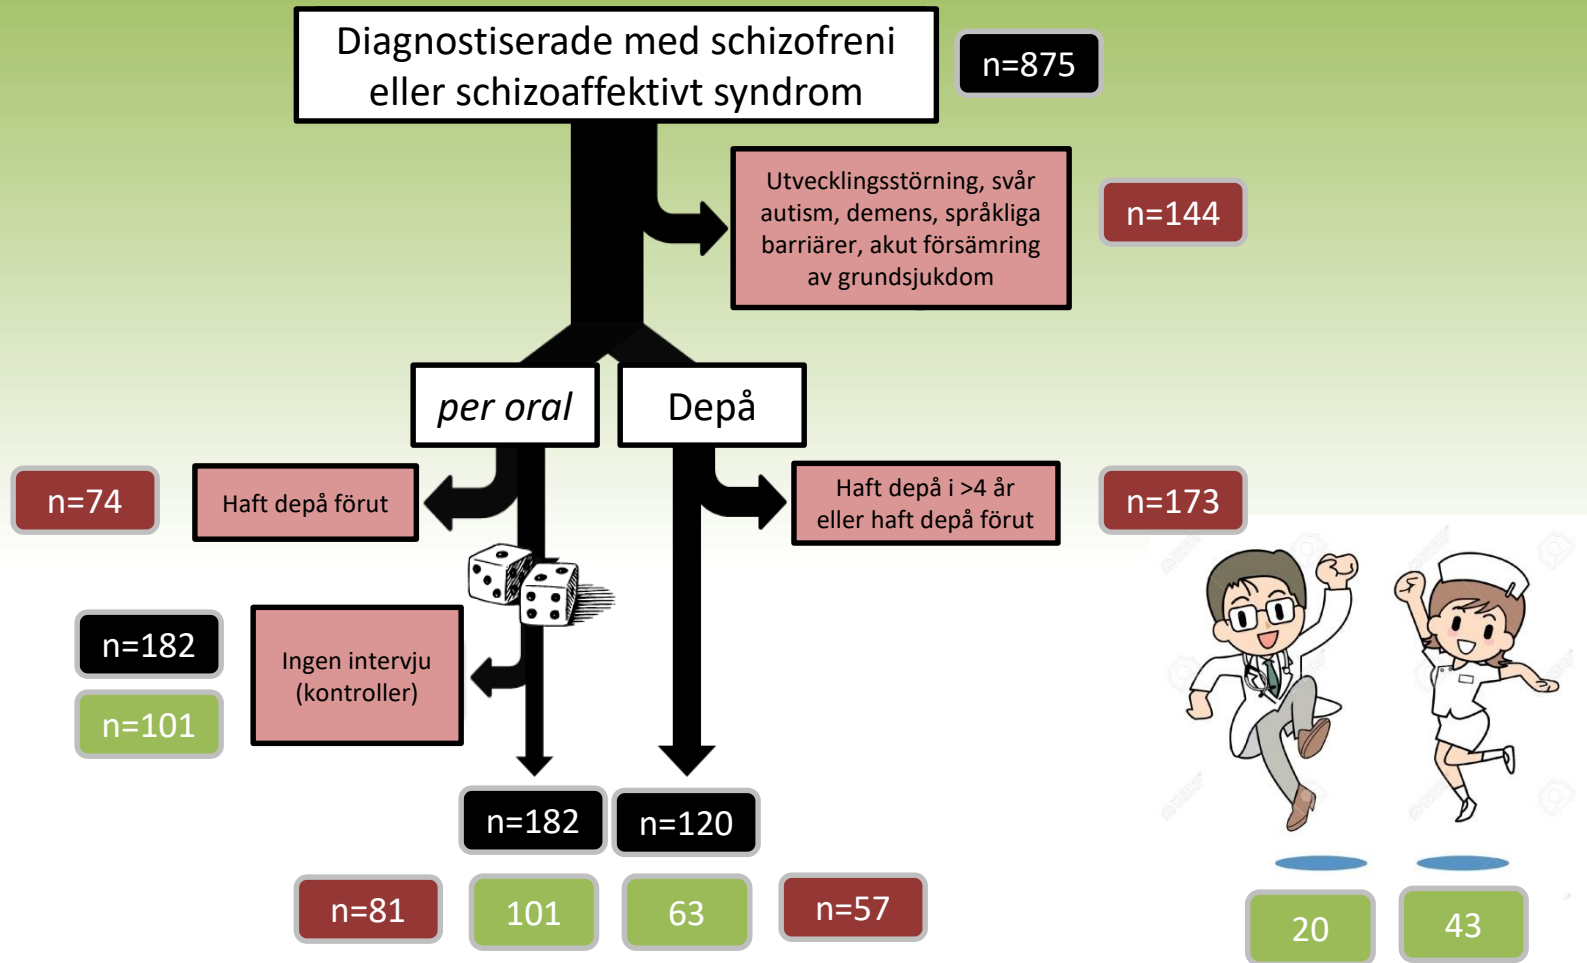 Diagnostiserade med schizofreni
eller schizoaffektivt syndrom
n=875
Utvecklingsstörning, svår
autism, demens, språkliga
barriärer, akut försämring
av grundsjukdom
n=144
per oral
Depå
n=74
Haft depå förut
Haft depå i >4 år
eller haft depå förut
n=173
n=182
n=101
Ingen intervju
(kontroller)
n=182
n=120
n=81
101
63
n=57
20
43